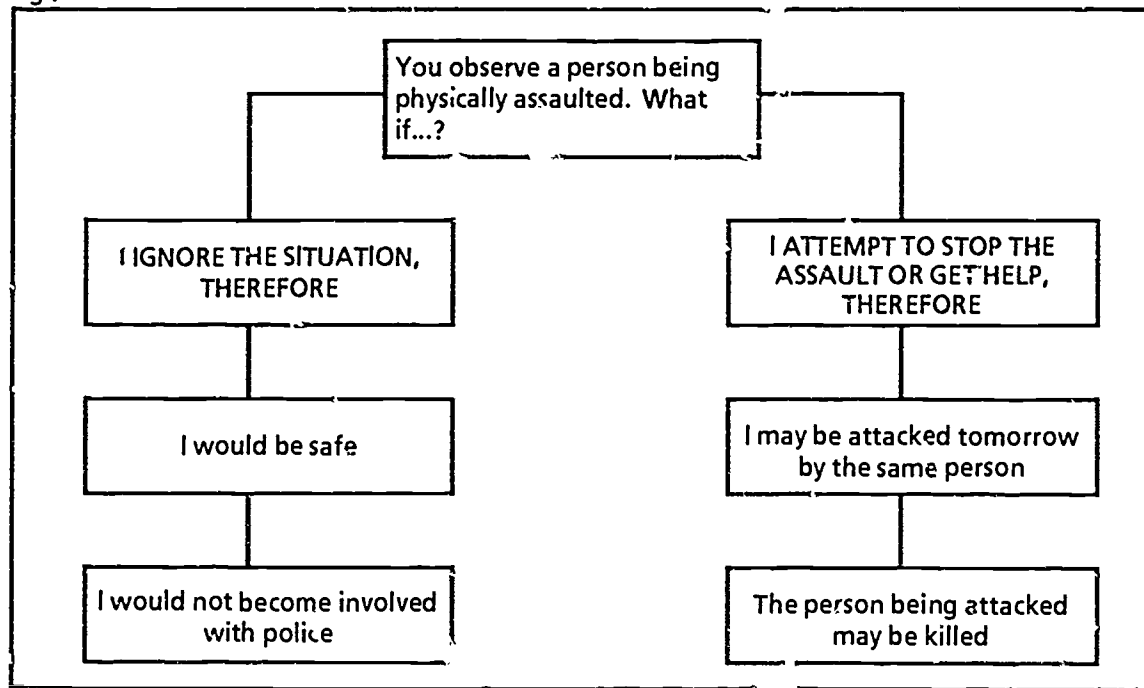 You observe a person being
physically assaulted. What
if...?
I IGNORE THE SITUATION,
THEREFORE
I ATTEMPT TO STOP THE
ASSAULT OR GET HELP,
THEREFORE
I would be safe
I may be attacked tomorrow
by the same person
I would not become involved
with police
The person being attacked
may be killed